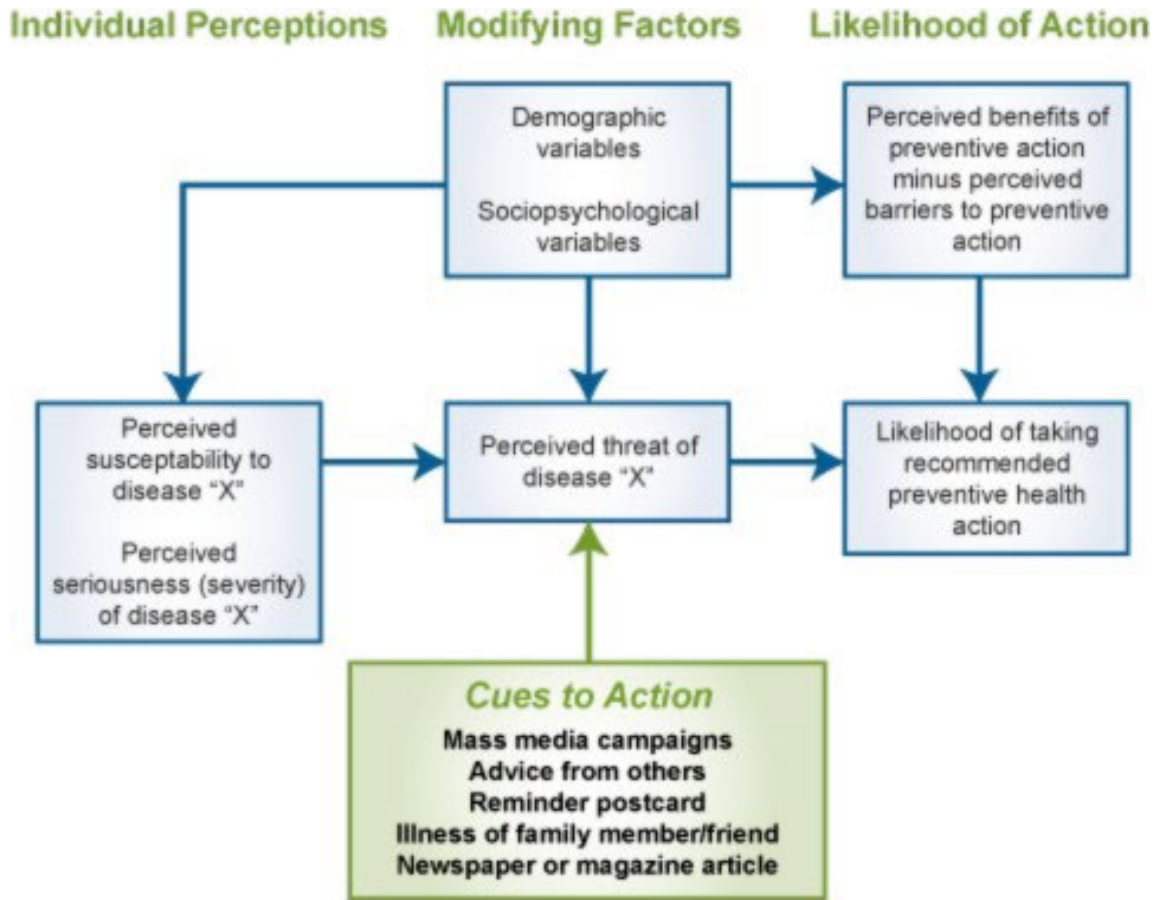 Individual Perceptions
Modifying Factors
Likelihood of Action
Demographic
variables
Sociopsychological
variables
Perceived benefits of
preventive action
minus perceived
barriers to preventive
action
Perceived
susceptability to
disease “X”
Perceived
seriousness (severity)
of disease “X”
Perceived threat of
disease “X”
Likelihood of taking
recommended
preventive health
action
Cues to Action
Mass media campaigns
Advice from others
Reminder postcard
Illness of family member/friend
Newspaper or magazine article